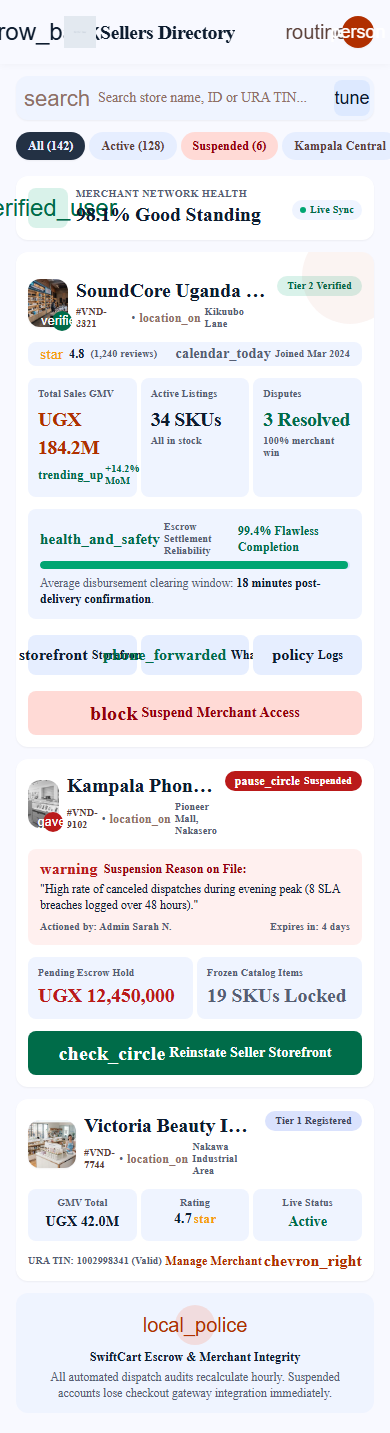 Sellers Directory
search Search store name, ID or URA TIN... tune
All (142) Active (128) Suspended (6) Kampala Central
MERCHANT NETWORK HEALTH
98.1% Good Standing
Live Sync
SoundCore Uganda ...
Tier 2 Verified
#VND-
2321
• location_on
Kikuubo
Lane
star 4.8 (1,240 reviews) calendar_today Joined Mar 2024
Total Sales GMV
UGX
184.2M
trending_up +14.2%
MoM
Active Listings
34 SKUs
All in stock
Disputes
3 Resolved
100% merchant
win
health_and_safety
Escrow
Settlement
Reliability
99.4% Flawless
Completion
Average disbursement clearing window: 18 minutes post-
delivery confirmation.
storefront
policy Logs
block Suspend Merchant Access
Kampala Phon...
pause_circle Suspended
#VND-
9102
• location_on
Pioneer
Mall,
Nakasero
warning Suspension Reason on File:
"High rate of canceled dispatches during evening peak (8 SLA
breaches logged over 48 hours)."
Actioned by: Admin Sarah N. Expires in: 4 days
Pending Escrow Hold
UGX 12,450,000
Frozen Catalog Items
19 SKUs Locked
check_circle Reinstate Seller Storefront
Victoria Beauty I...
Tier 1 Registered
#VND-
7744
• location_on
Nakawa
Industrial
Area
GMV Total
UGX 42.0M
Rating
4.7 star
Live Status
Active
URA TIN: 1002998341 (Valid) Manage Merchant chevron_right
local_police
SwiftCart Escrow & Merchant Integrity
All automated dispatch audits recalculate hourly. Suspended
accounts lose checkout gateway integration immediately.